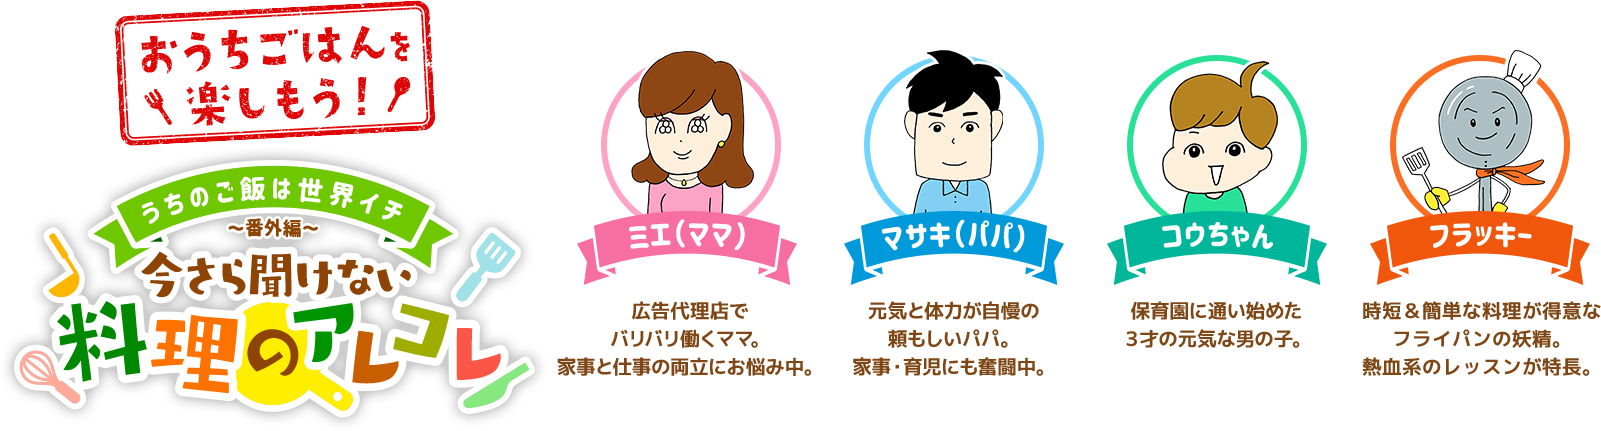 おうちごはんを
楽しもう！
うちのご飯は世界イチ
～番外編～
今さら聞けない
料理のアレコレ
ミエ（ママ）
広告代理店で
バリバリ働くママ。
家事と仕事の両立にお悩み中。
マサキ（パパ）
元気と体力が自慢の
頼もしいパパ。
家事・育児にも奮闘中。
コウちゃん
保育園に通い始めた
3才の元気な男の子。
フラッキー
時短＆簡単な料理が得意な
フライパンの妖精。
熱血系のレッスンが特長。